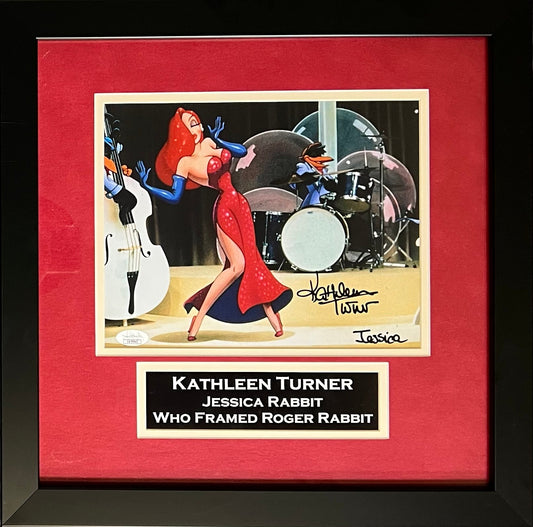 Kathleen
Turner
Jessica
KATHLEEN TURNER
JESSICA RABBIT
WHO FRAMED ROGER RABBIT